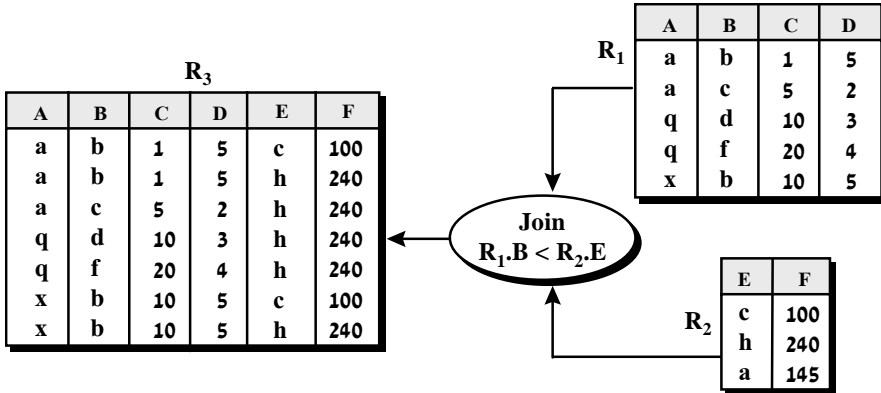 R3
A B C D E F
a b 1 5 c 100
a b 1 5 h 240
a c 5 2 h 240
q d 10 3 h 240
q f 20 4 h 240
x b 10 5 c 100
x b 10 5 h 240
Join
R1.B < R2.E
R1
A B C D
a b 1 5
a c 5 2
q d 10 3
q f 20 4
x b 10 5
R2
E F
c 100
h 240
a 145